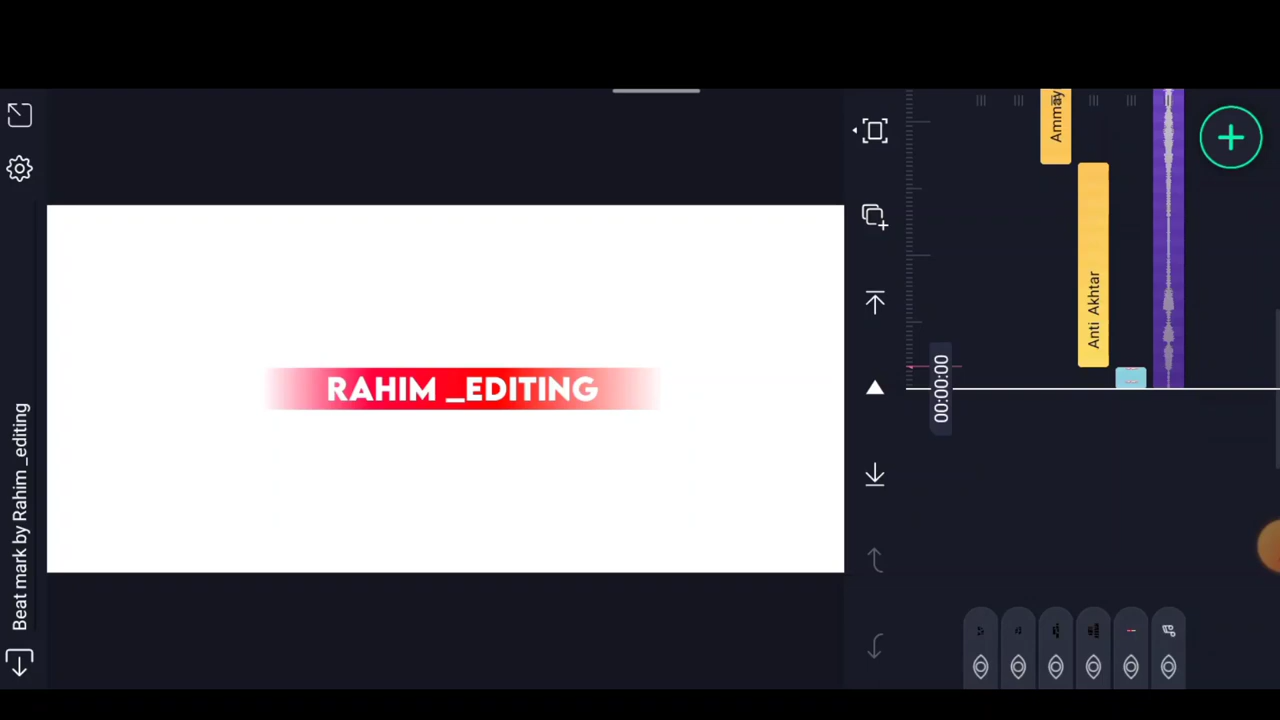 Beat mark by Rahim _editing
RAHIM _EDITING
00:00:00
Ammay
Anti Akhtar